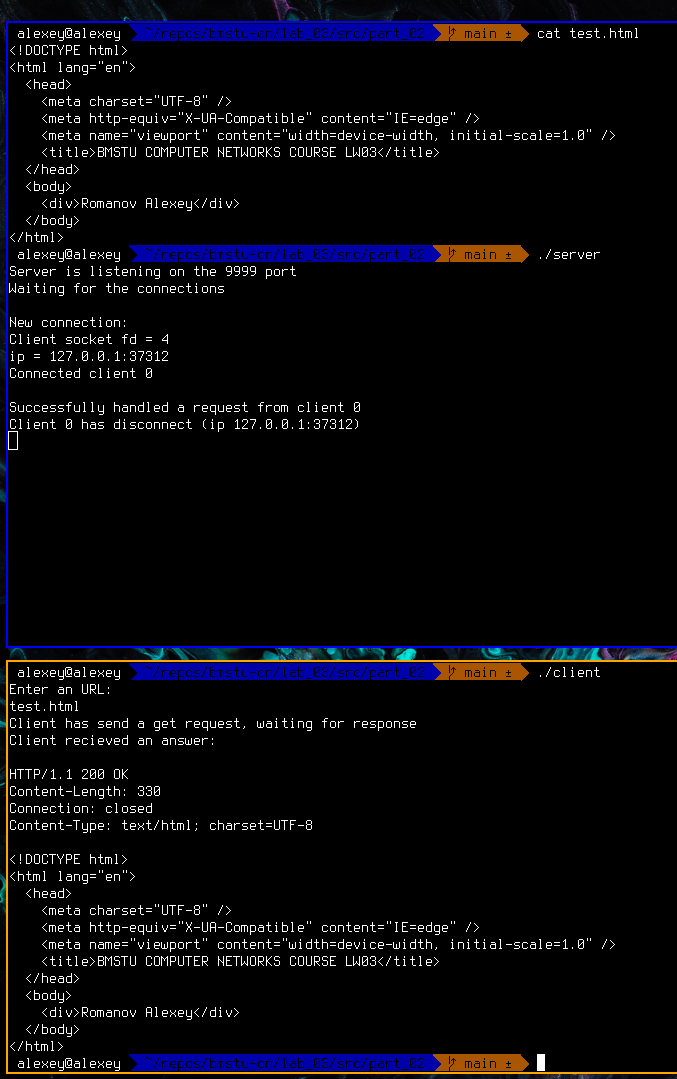 alexey@alexey ~/repos/bmstu-cn/lab_03/src/part_02 main ± cat test.html
<!DOCTYPE html>
<html lang="en">
  <head>
    <meta charset="UTF-8" />
    <meta http-equiv="X-UA-Compatible" content="IE=edge" />
    <meta name="viewport" content="width=device-width, initial-scale=1.0" />
    <title>BMSTU COMPUTER NETWORKS COURSE LW03</title>
  </head>
  <body>
    <div>Romanov Alexey</div>
  </body>
</html>
alexey@alexey ~/repos/bmstu-cn/lab_03/src/part_02 main ± ./server
Server is listening on the 9999 port
Waiting for the connections

New connection:
Client socket fd = 4
ip = 127.0.0.1:37312
Connected client 0

Successfully handled a request from client 0
Client 0 has disconnect (ip 127.0.0.1:37312)
alexey@alexey ~/repos/bmstu-cn/lab_03/src/part_02 main ± ./client
Enter an URL:
test.html
Client has send a get request, waiting for response
Client recieved an answer:

HTTP/1.1 200 OK
Content-Length: 330
Connection: closed
Content-Type: text/html; charset=UTF-8

<!DOCTYPE html>
<html lang="en">
  <head>
    <meta charset="UTF-8" />
    <meta http-equiv="X-UA-Compatible" content="IE=edge" />
    <meta name="viewport" content="width=device-width, initial-scale=1.0" />
    <title>BMSTU COMPUTER NETWORKS COURSE LW03</title>
  </head>
  <body>
    <div>Romanov Alexey</div>
  </body>
</html>
alexey@alexey ~/repos/bmstu-cn/lab_03/src/part_02 main ±